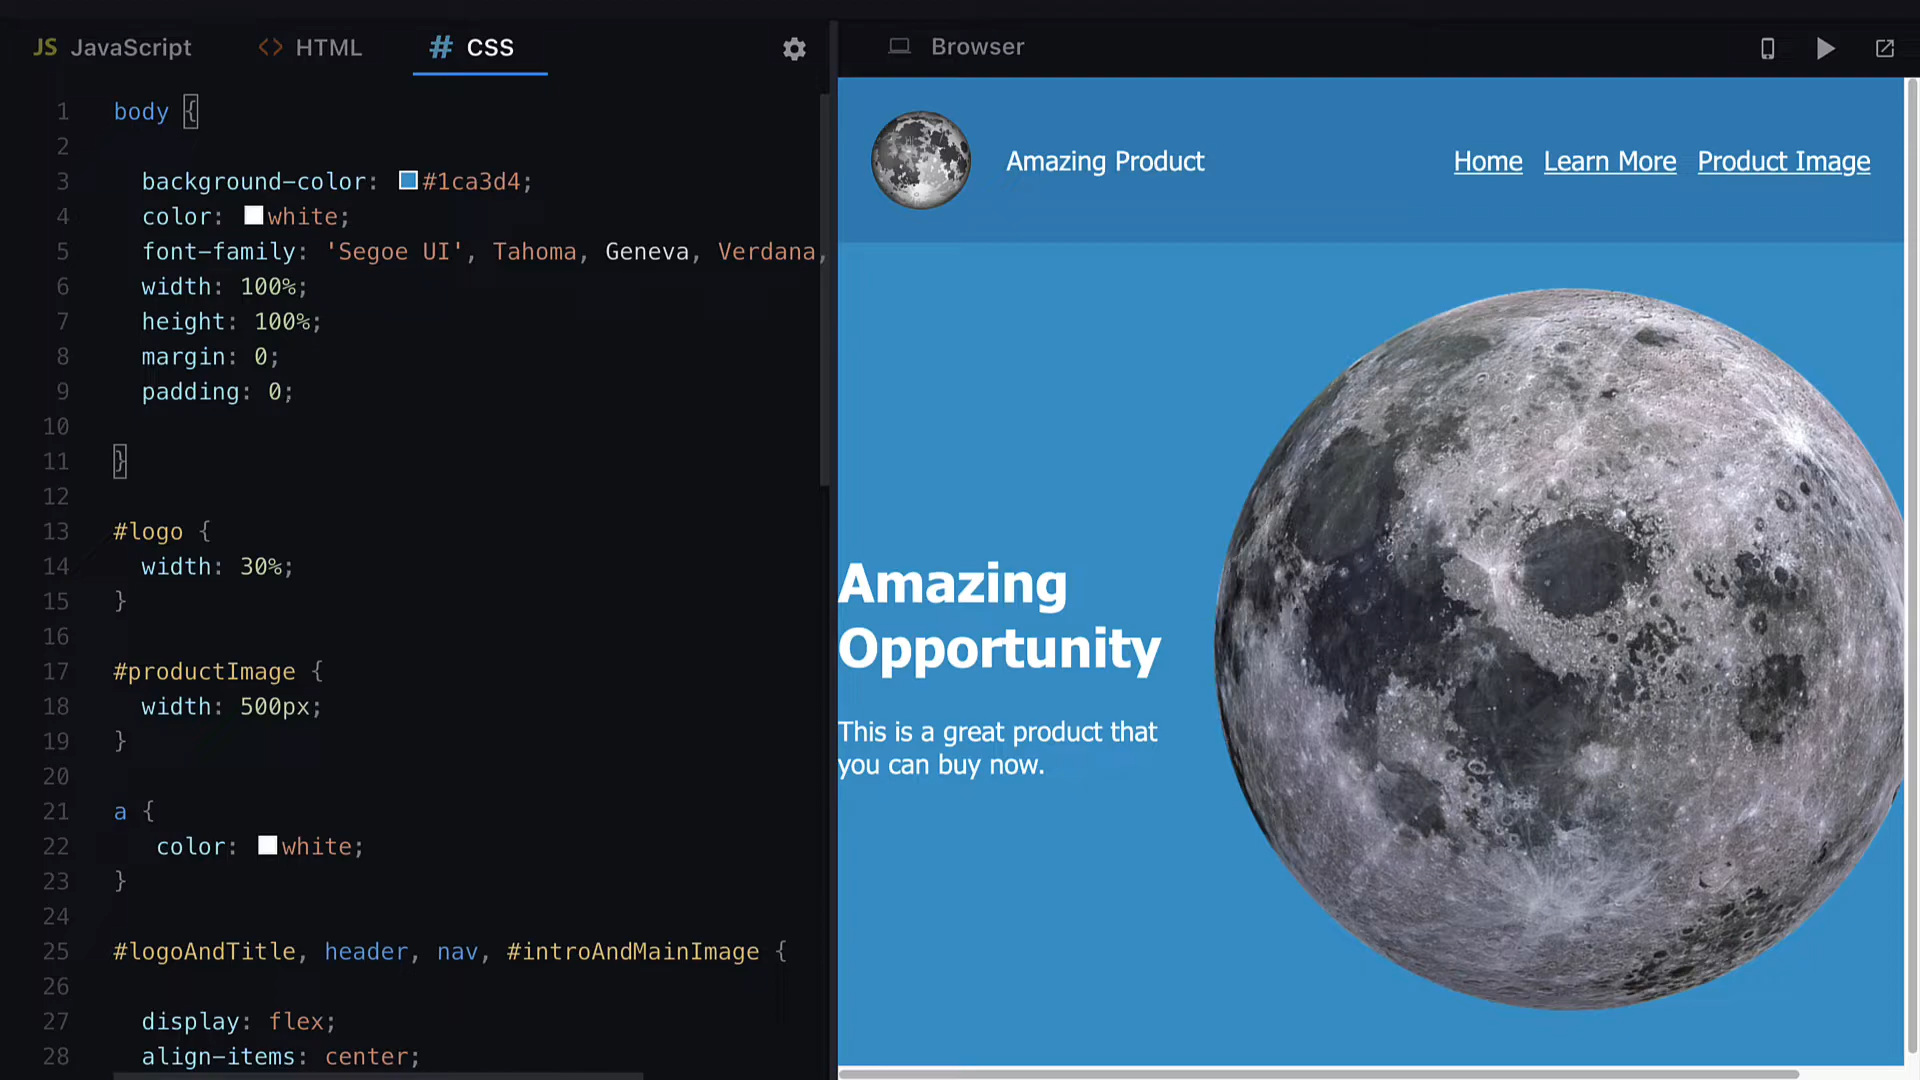 JS JavaScript
<> HTML
# CSS
1 body {
2
3 background-color: #1ca3d4;
4 color: white;
5 font-family: 'Segoe UI', Tahoma, Geneva, Verdana,
6 width: 100%;
7 height: 100%;
8 margin: 0;
9 padding: 0;
10
11 }
12
13 #logo {
14 width: 30%;
15 }
16
17 #productImage {
18 width: 500px;
19 }
20
21 a {
22 color: white;
23 }
24
25 #logoAndTitle, header, nav, #introAndMainImage {
26
27 display: flex;
28 align-items: center;
Browser
Amazing Product
Home Learn More Product Image
Amazing
Opportunity
This is a great product that
you can buy now.